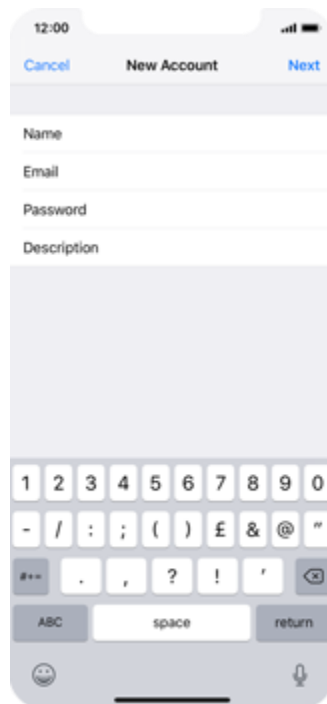 12:00
Cancel New Account Next
Name
Email
Password
Description
1 2 3 4 5 6 7 8 9 0
- / : ; ( ) £ & @ "
#+= . , ? ! '
ABC space return